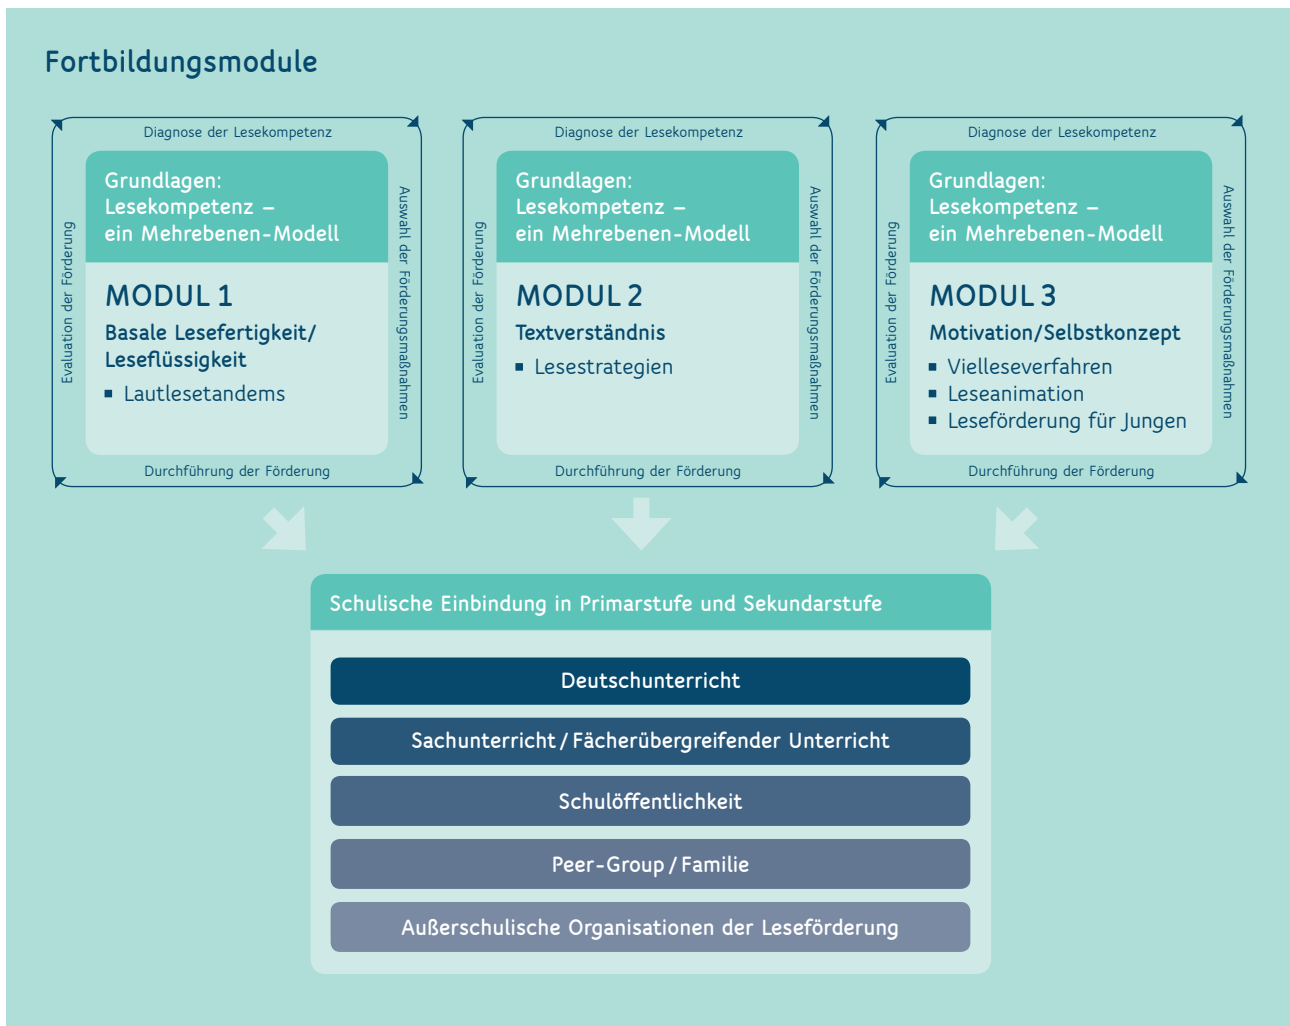 Fortbildungsmodule
Diagnose der Lesekompetenz
Evaluation der Förderung
Grundlagen:
Lesekompetenz –
ein Mehrebenen-Modell
MODUL 1
Basale Lesefertigkeit/
Leseflüssigkeit
▪ Lautlesetandems
Auswahl der Förderungsmaßnahmen
Durchführung der Förderung
Diagnose der Lesekompetenz
Evaluation der Förderung
Grundlagen:
Lesekompetenz –
ein Mehrebenen-Modell
MODUL 2
Textverständnis
▪ Lesestrategien
Auswahl der Förderungsmaßnahmen
Durchführung der Förderung
Diagnose der Lesekompetenz
Evaluation der Förderung
Grundlagen:
Lesekompetenz –
ein Mehrebenen-Modell
MODUL 3
Motivation/Selbstkonzept
▪ Vielleseverfahren
▪ Leseanimation
▪ Leseförderung für Jungen
Auswahl der Förderungsmaßnahmen
Durchführung der Förderung
Schulische Einbindung in Primarstufe und Sekundarstufe
Deutschunterricht
Sachunterricht / Fächerübergreifender Unterricht
Schulöffentlichkeit
Peer-Group / Familie
Außerschulische Organisationen der Leseförderung